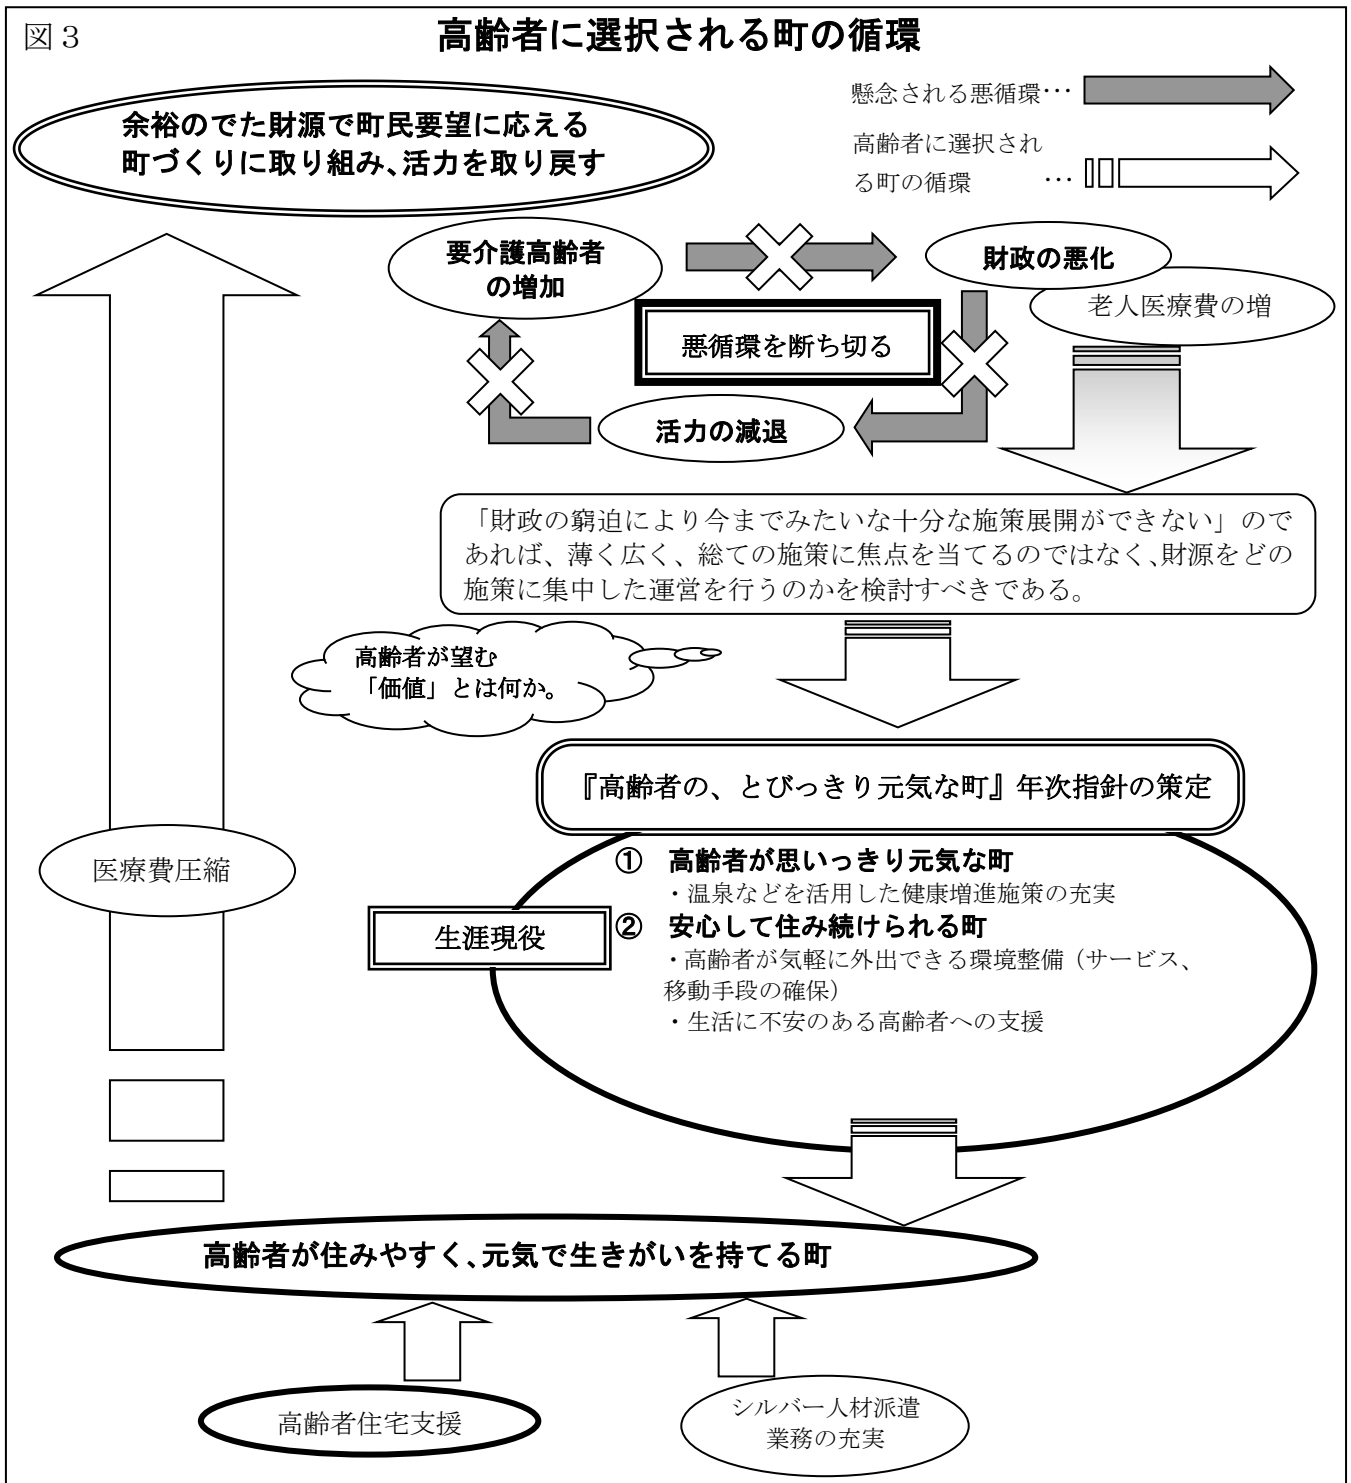 図３
高齢者に選択される町の循環
懸念される悪循環…
高齢者に選択され
る町の循環　…
余裕のでた財源で町民要望に応える
町づくりに取り組み、活力を取り戻す
要介護高齢者
の増加
財政の悪化
老人医療費の増
悪循環を断ち切る
活力の減退
「財政の窮迫により今までみたいな十分な施策展開ができない」ので
あれば、薄く広く、総ての施策に焦点を当てるのではなく、財源をどの
施策に集中した運営を行うのかを検討すべきである。
高齢者が望む
「価値」とは何か。
『高齢者の、とびっきり元気な町』年次指針の策定
①　高齢者が思いっきり元気な町
・温泉などを活用した健康増進施策の充実
②　安心して住み続けられる町
・高齢者が気軽に外出できる環境整備（サービス、
移動手段の確保）
・生活に不安のある高齢者への支援
生涯現役
医療費圧縮
高齢者が住みやすく、元気で生きがいを持てる町
高齢者住宅支援
シルバー人材派遣
業務の充実